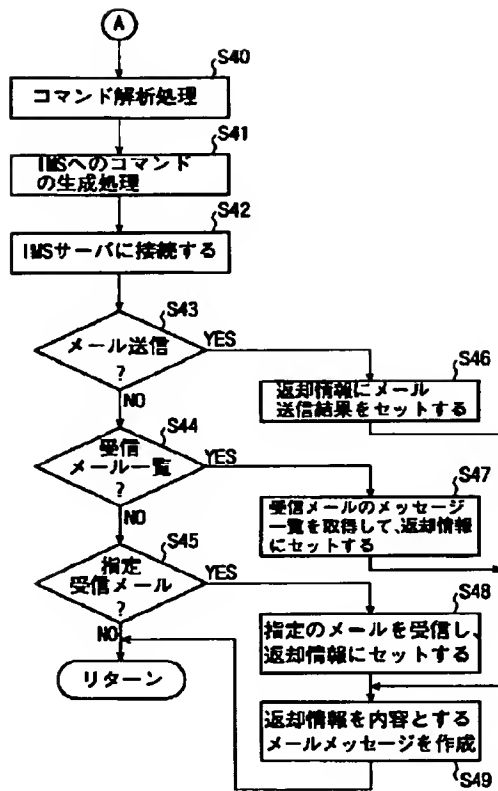 A
S40
コマンド解析処理
S41
IMSへのコマンド
の生成処理
S42
IMSサーバに接続する
S43
メール送信
?
YES
NO
S46
返却情報にメール
送信結果をセットする
S44
受信
メール一覧
?
YES
NO
S47
受信メールのメッセージ
一覧を取得して、返却情報
にセットする
S45
指定
受信メール
?
YES
NO
S48
指定のメールを受信し、
返却情報にセットする
リターン
返却情報を内容とする
メールメッセージを作成
S49